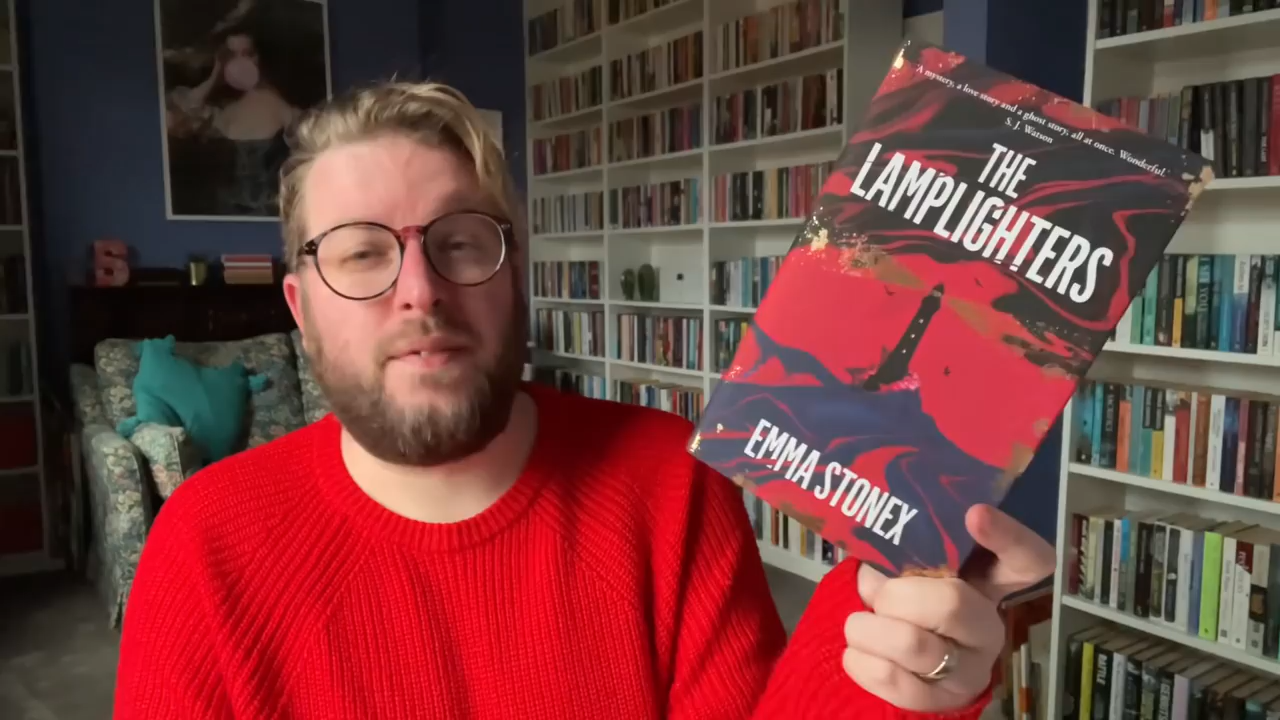 'A mystery, a love story and a ghost story, all at once. Wonderful.'
S. J. Watson
THE
LAMPLIGHTERS
EMMA STONEX